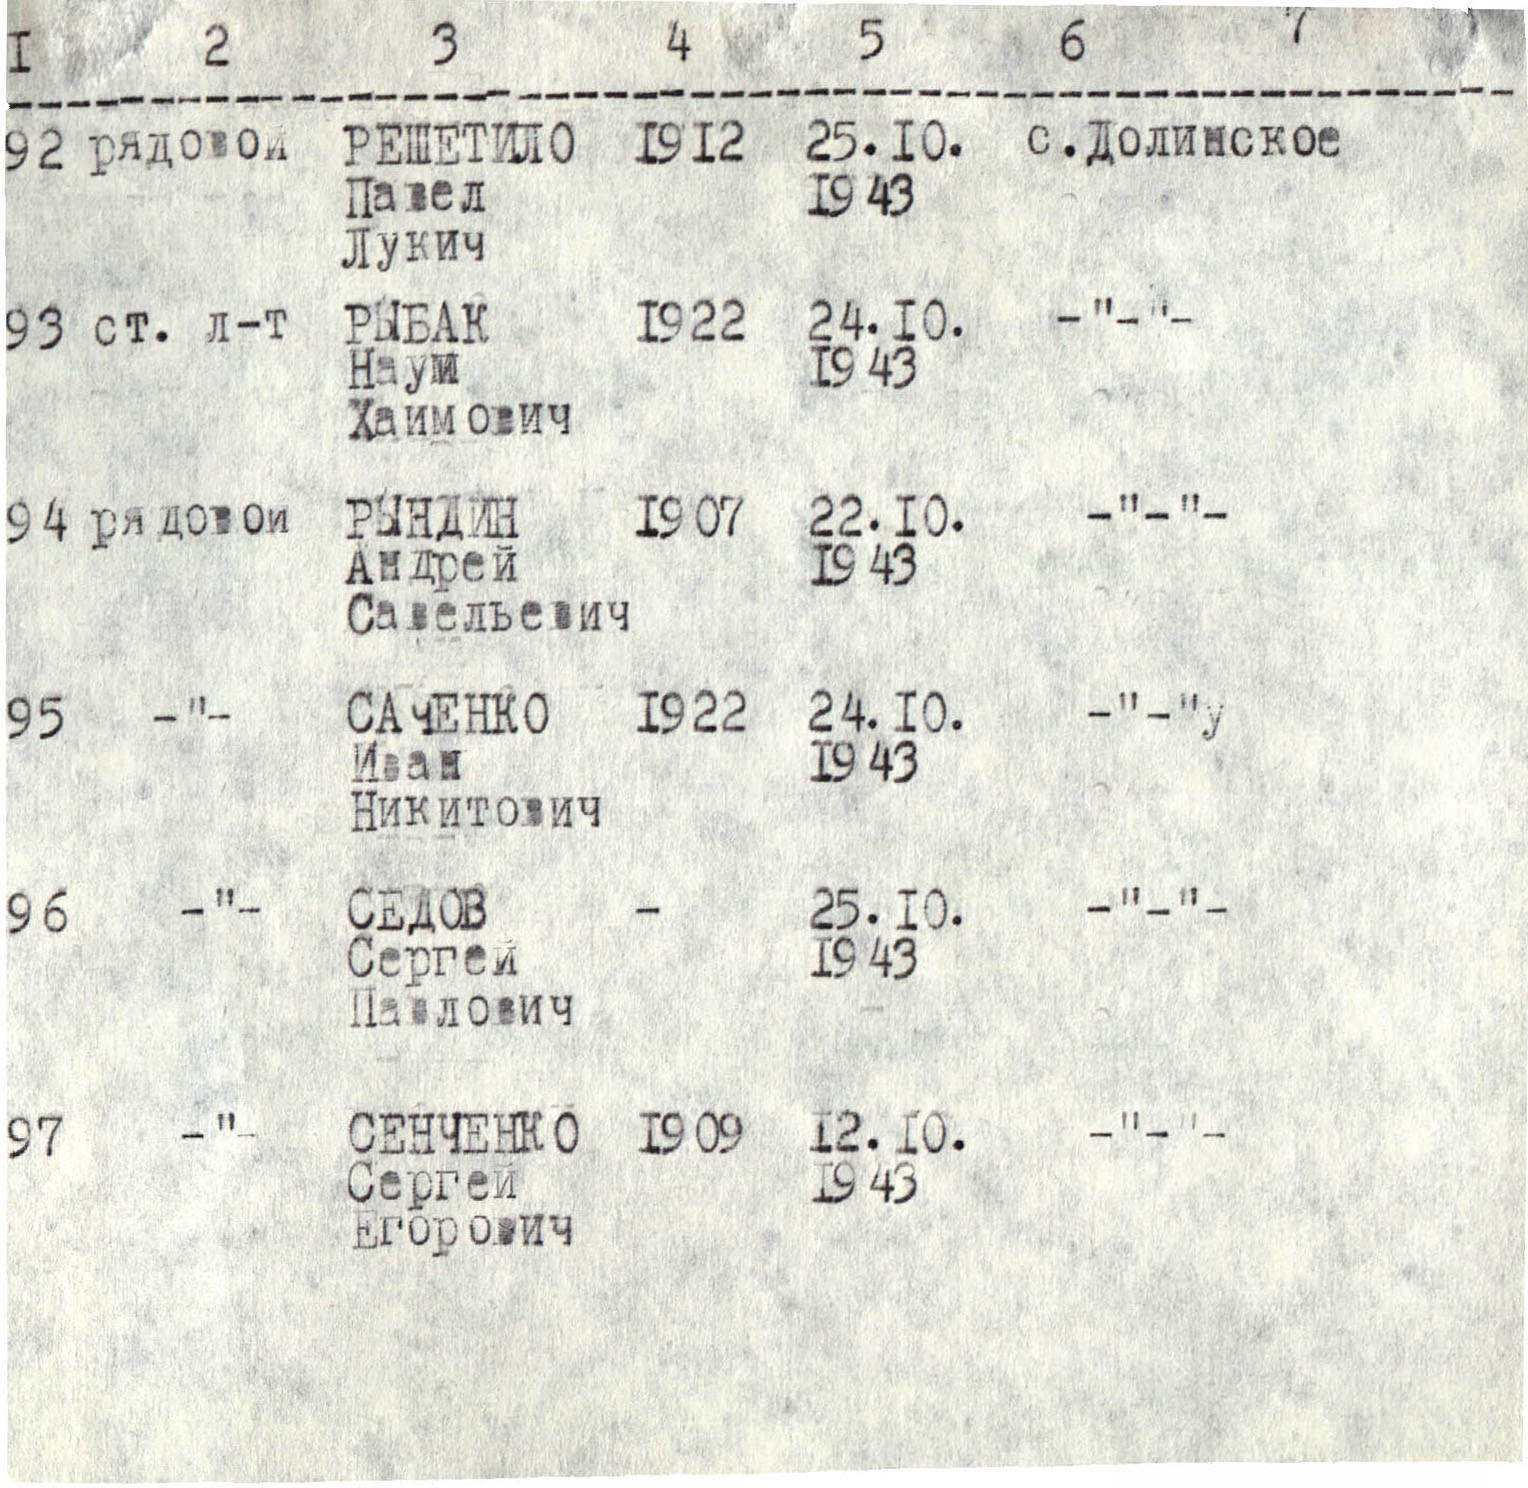 I 2 3 4 5 6 7
92 рядовой РЕШЕТИЛО 1912 25.10. с.Долинское
Павел 1943
Лукич
93 ст. л-т РЫБАК 1922 24.10. -"-"-
Наум 1943
Хаимович
94 рядовой РЫНДИН 1907 22.10. -"-"-
Андрей 1943
Савельевич
95 -"- САЧЕНКО 1922 24.10. -"-"у
Иван 1943
Никитович
96 -"- СЕДОВ - 25.10. -"-"-
Сергей 1943
Павлович
97 -"- СЕНЧЕНКО 1909 12.10. -"-"-
Сергей 1943
Егорович